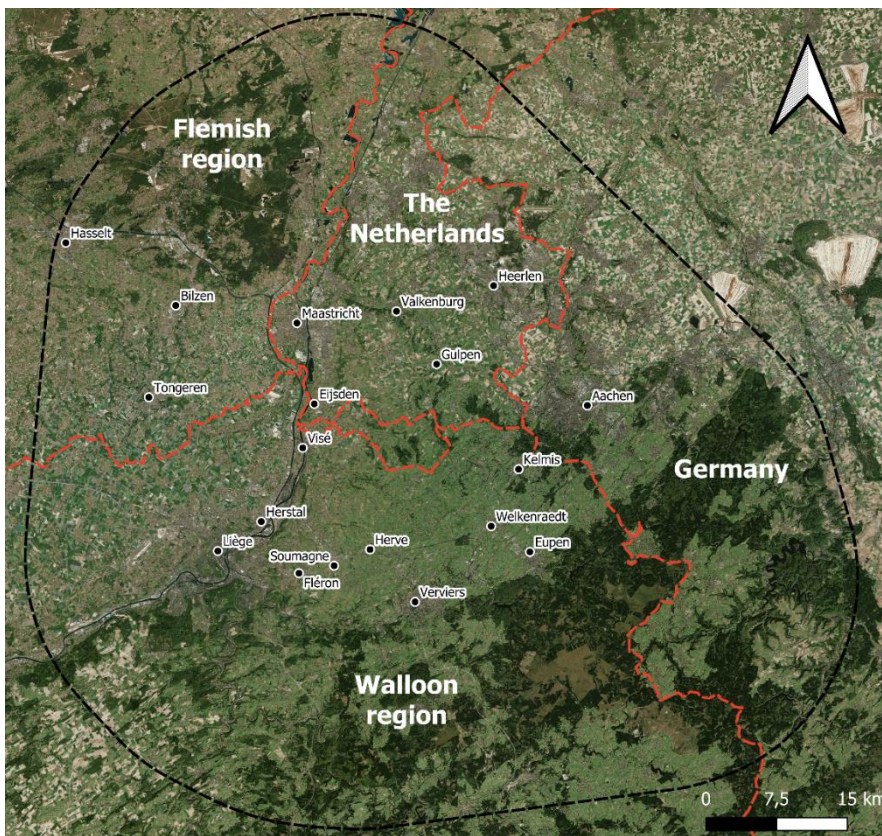 Flemish
region
The
Netherlands
Hasselt
Heerlen
Bilzen
Valkenburg
Maastricht
Gulpen
Tongeren
Eijsden
Aachen
Visé
Kelmis
Germany
Herstal
Welkenraedt
Liège
Herve
Eupen
Soumagne
Fléron
Verviers
Walloon
region
0 7,5 15 km